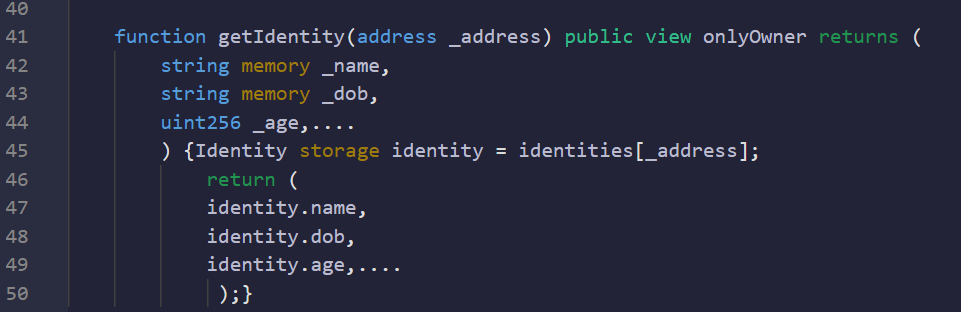 40
41 function getIdentity(address _address) public view onlyOwner returns (
42 string memory _name,
43 string memory _dob,
44 uint256 _age,....
45 ) {Identity storage identity = identities[_address];
46 return (
47 identity.name,
48 identity.dob,
49 identity.age,....
50 );}